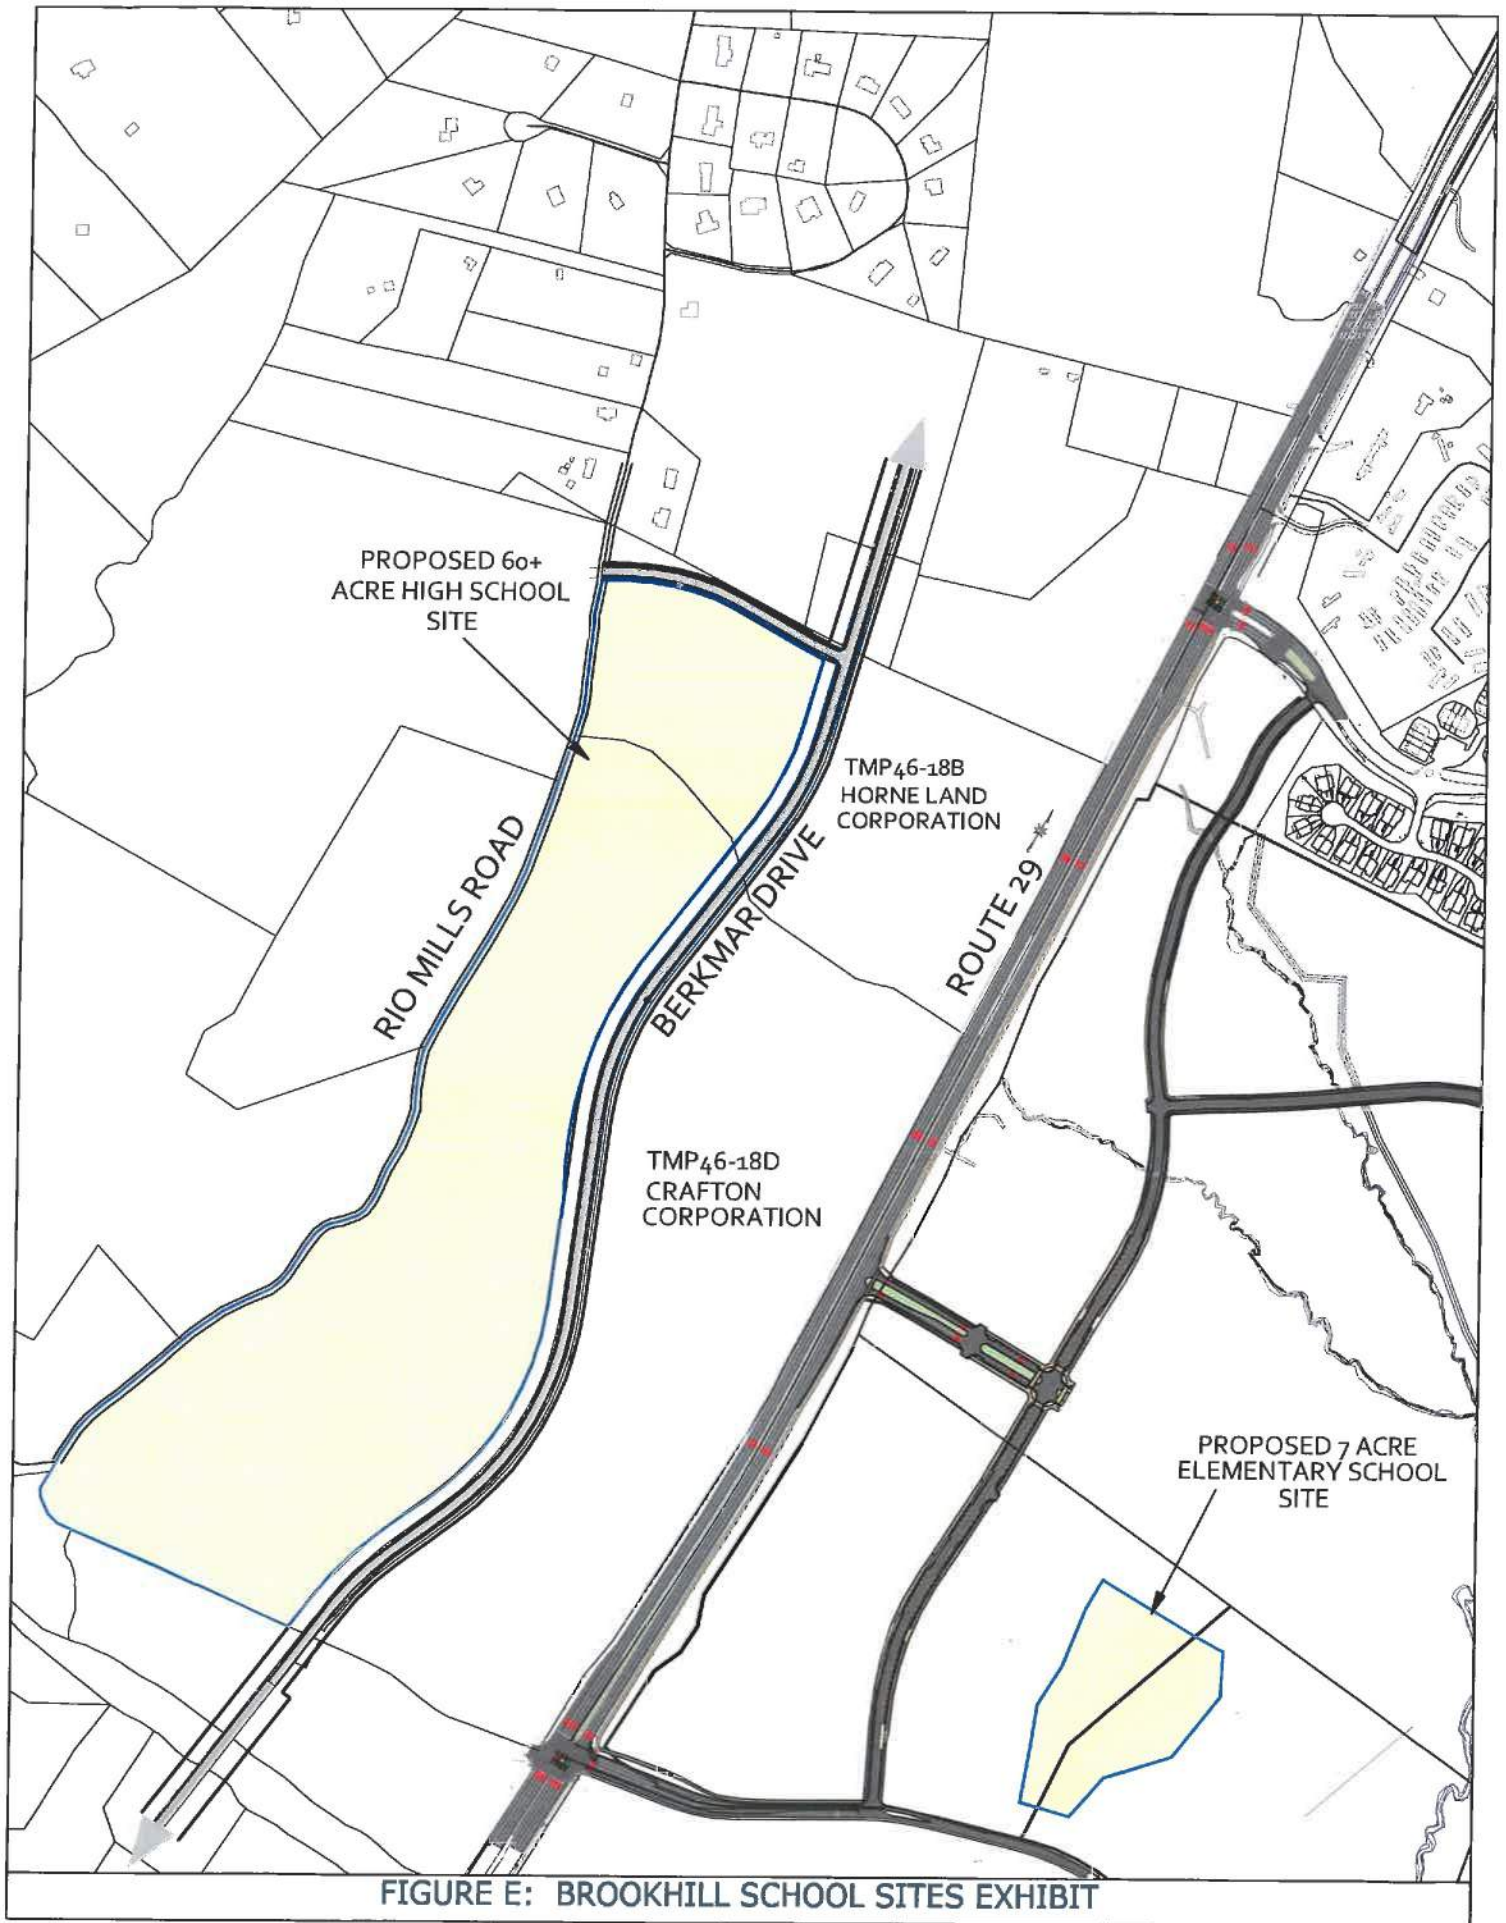 PROPOSED 60+
ACRE HIGH SCHOOL
SITE
TMP46-18B
HORNE LAND
CORPORATION
RIO MILLS ROAD
BERKMAR DRIVE
ROUTE 29
TMP46-18D
CRAFTON
CORPORATION
PROPOSED 7 ACRE
ELEMENTARY SCHOOL
SITE
FIGURE E: BROOKHILL SCHOOL SITES EXHIBIT